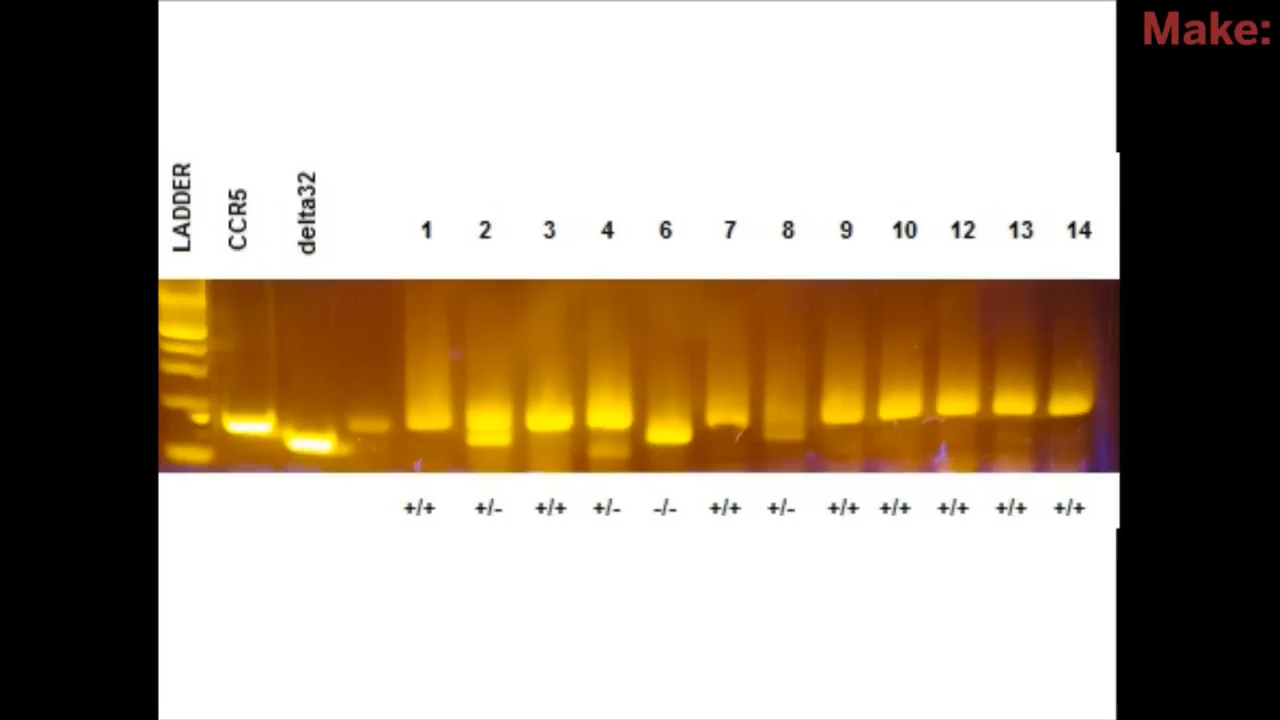 Make:
LADDER CCR5 delta32 1 2 3 4 6 7 8 9 10 12 13 14
+/+ +/- +/+ +/- -/- +/+ +/- +/+ +/+ +/+ +/+ +/+